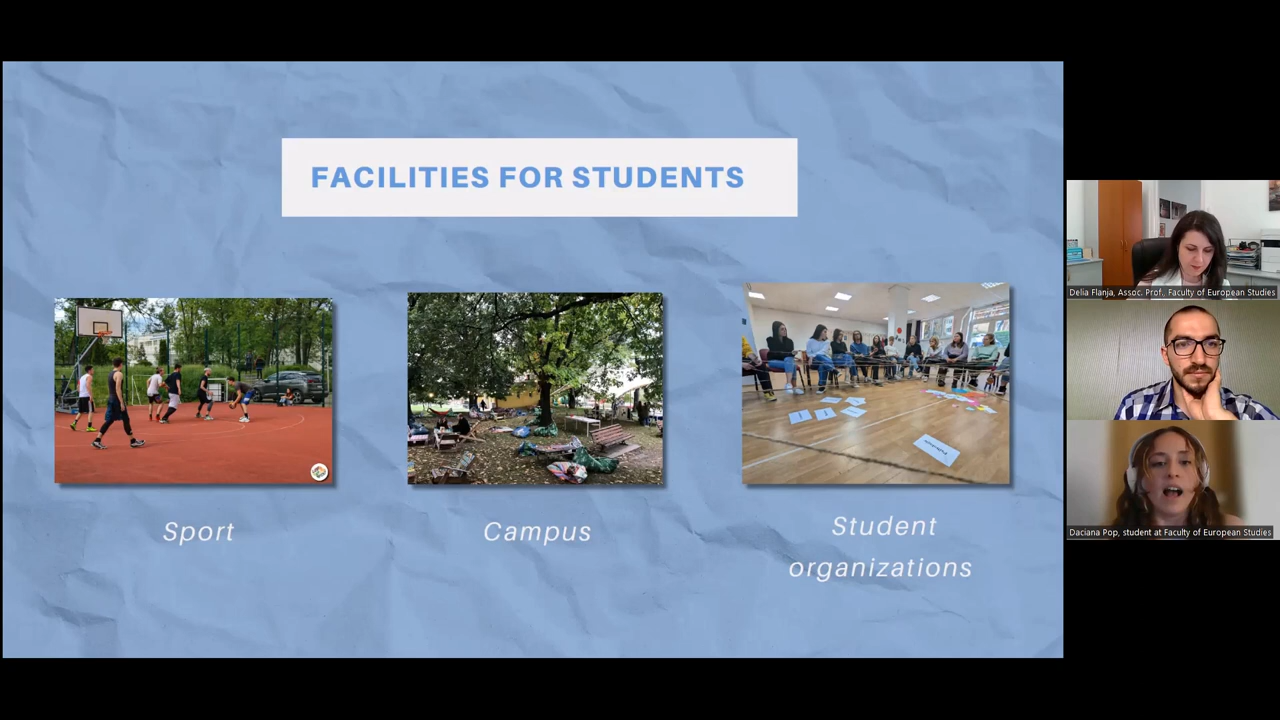 FACILITIES FOR STUDENTS
Sport
Campus
Student
organizations
Delia Flanja, Assoc. Prof., Faculty of European Studies
Daciana Pop, student at Faculty of European Studies